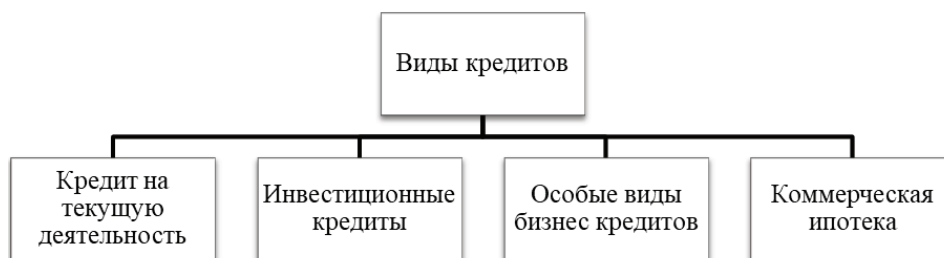 Виды кредитов
Кредит на
текущую
деятельность
Инвестиционные
кредиты
Особые виды
бизнес кредитов
Коммерческая
ипотека